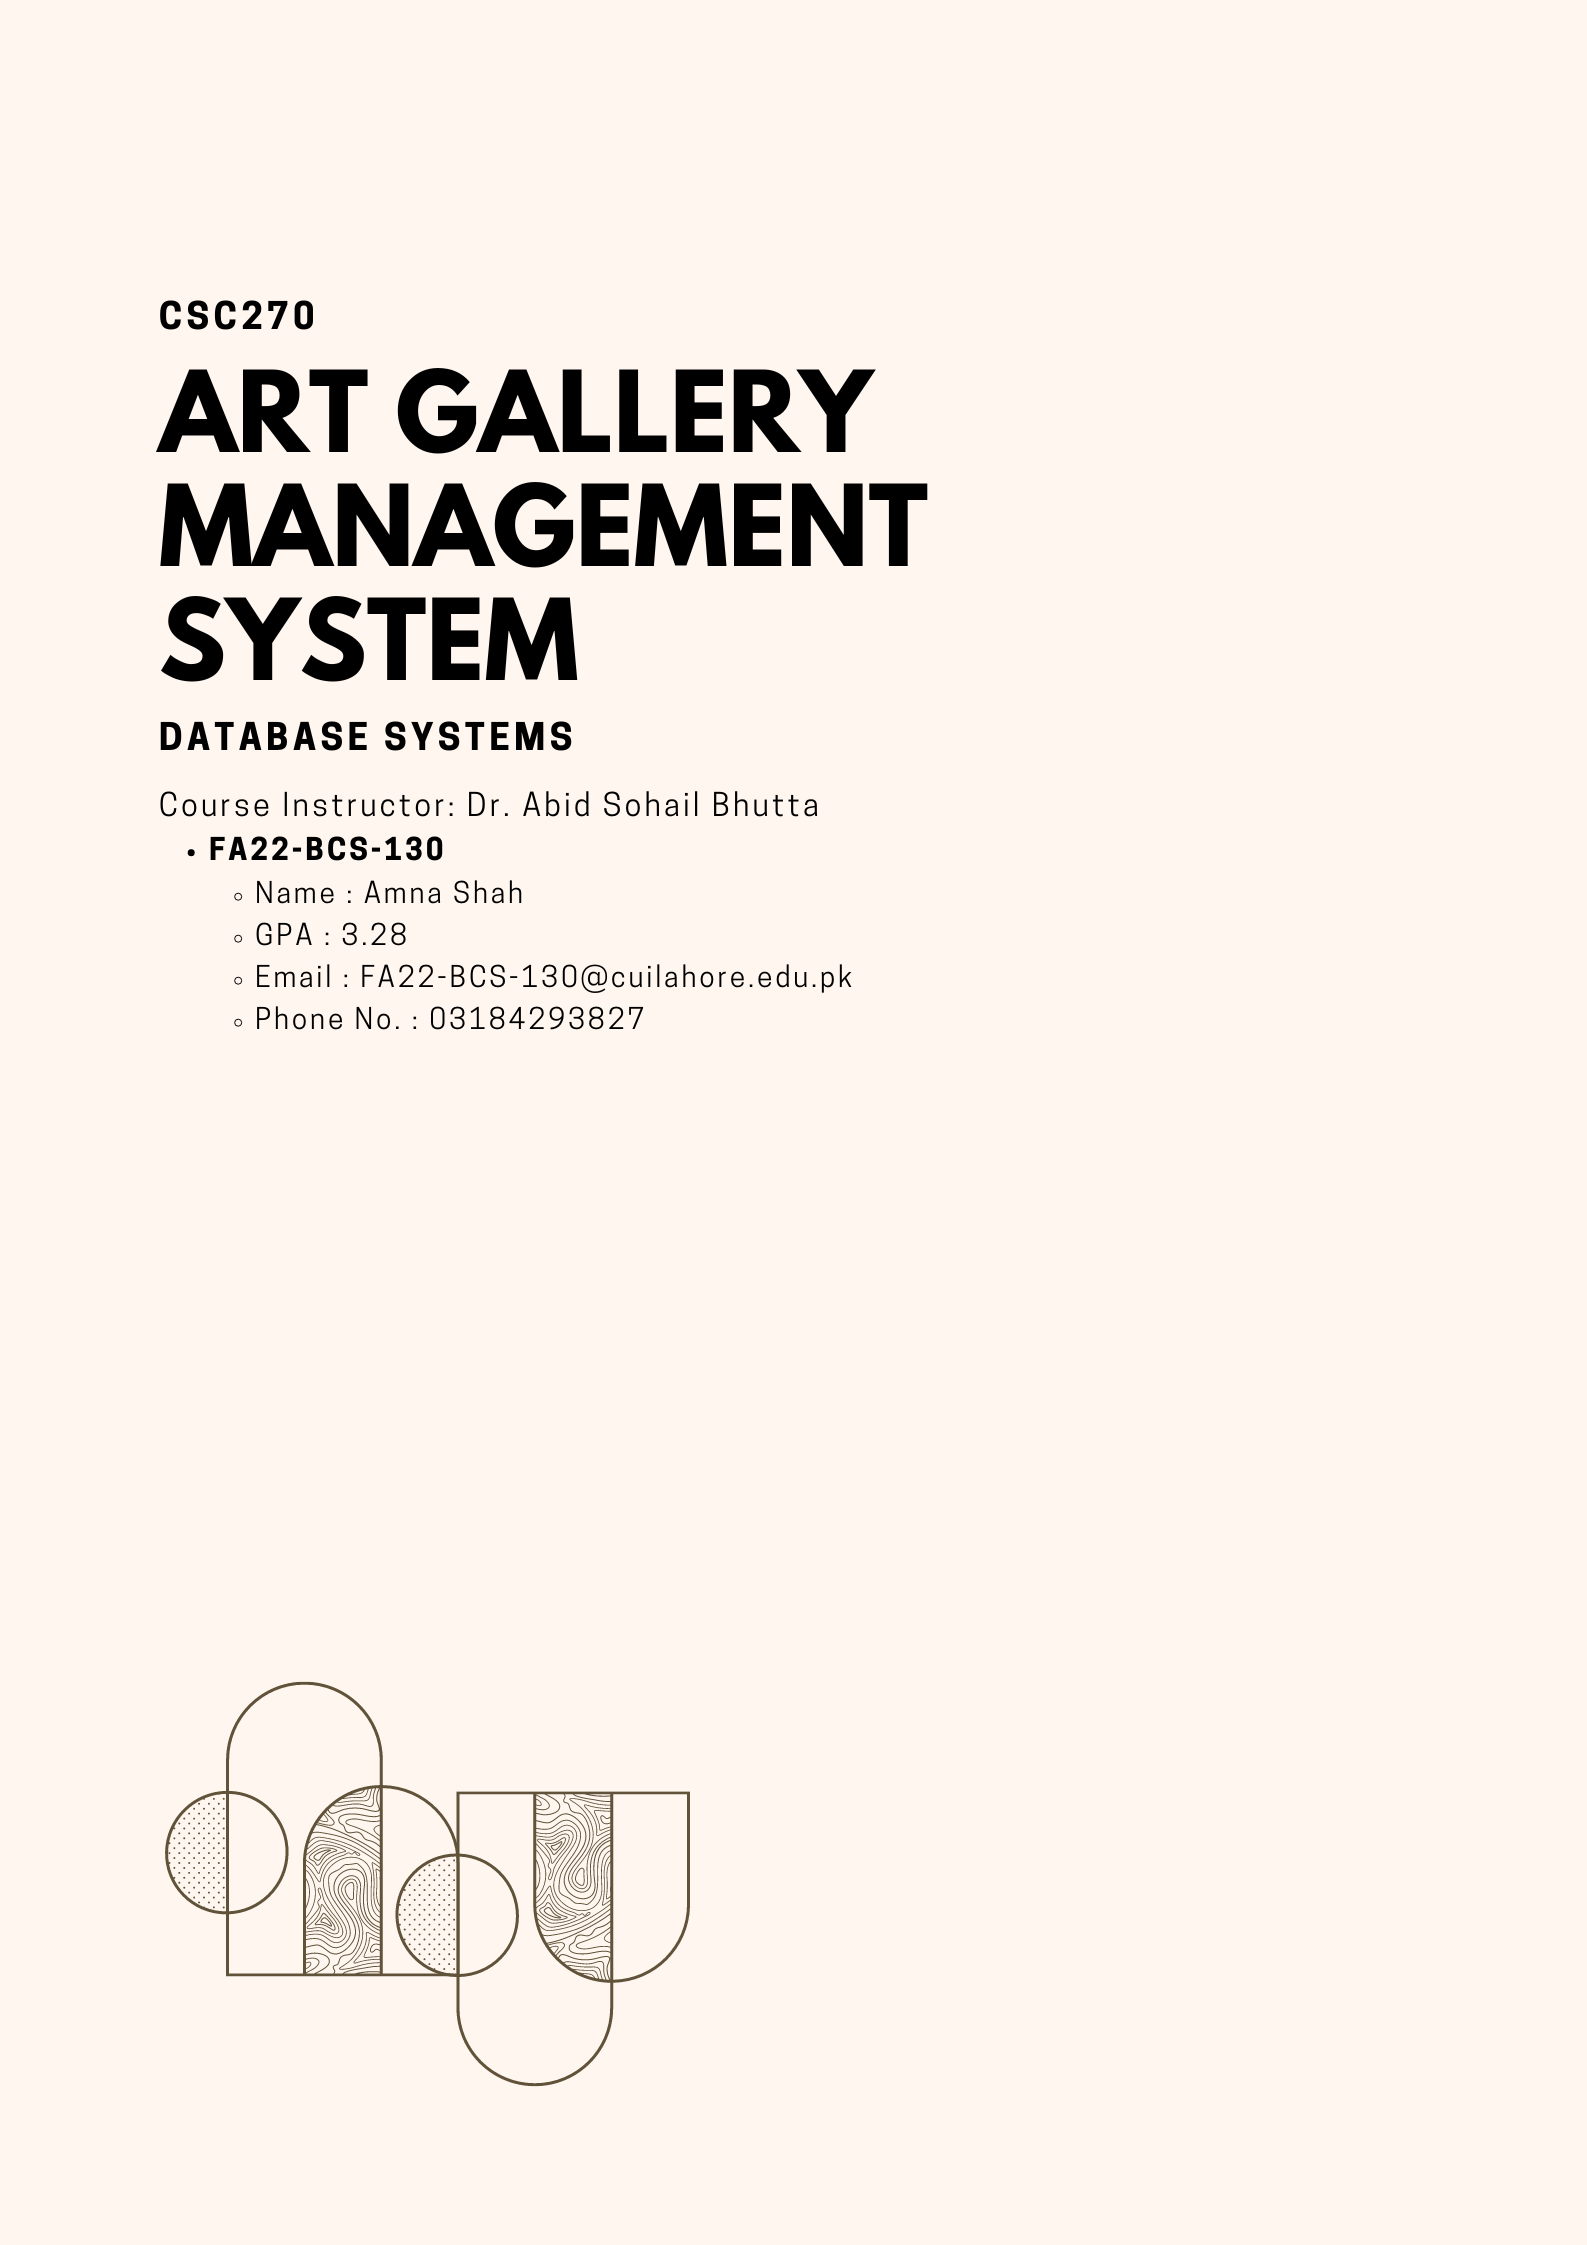 CSC270
ART GALLERY
MANAGEMENT
SYSTEM
DATABASE SYSTEMS
Course Instructor: Dr. Abid Sohail Bhutta
• FA22-BCS-130
◦ Name : Amna Shah
◦ GPA : 3.28
◦ Email : FA22-BCS-130@cuilahore.edu.pk
◦ Phone No. : 03184293827